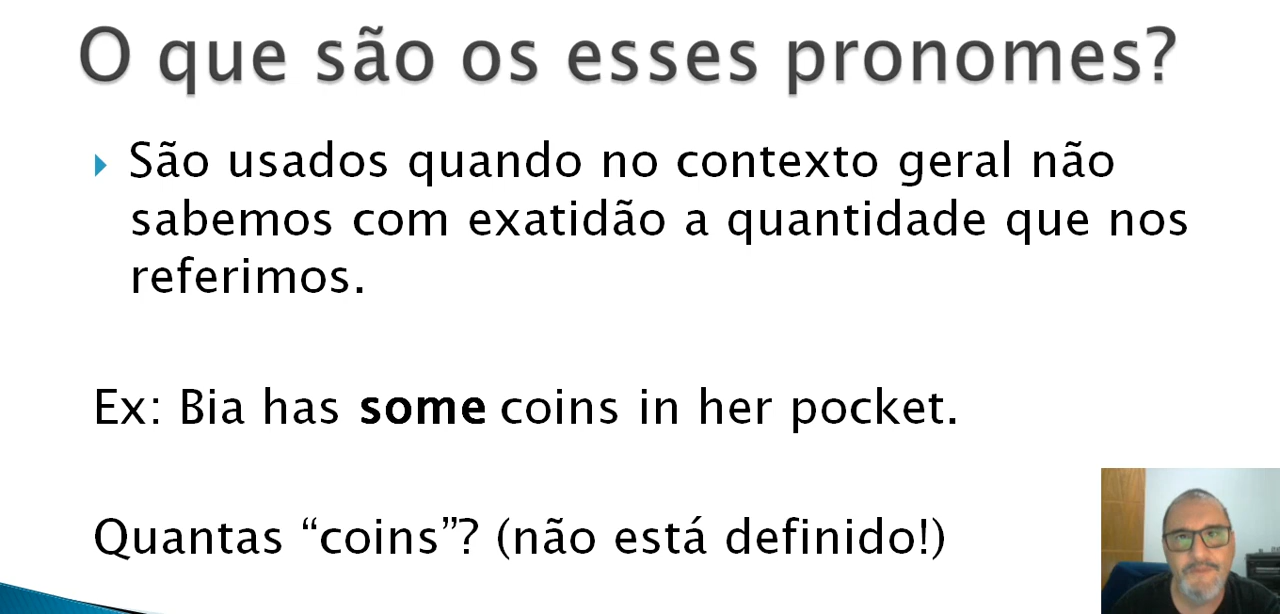 O que são os esses pronomes?
São usados quando no contexto geral não
sabemos com exatidão a quantidade que nos
referimos.
Ex: Bia has some coins in her pocket.
Quantas “coins”? (não está definido!)